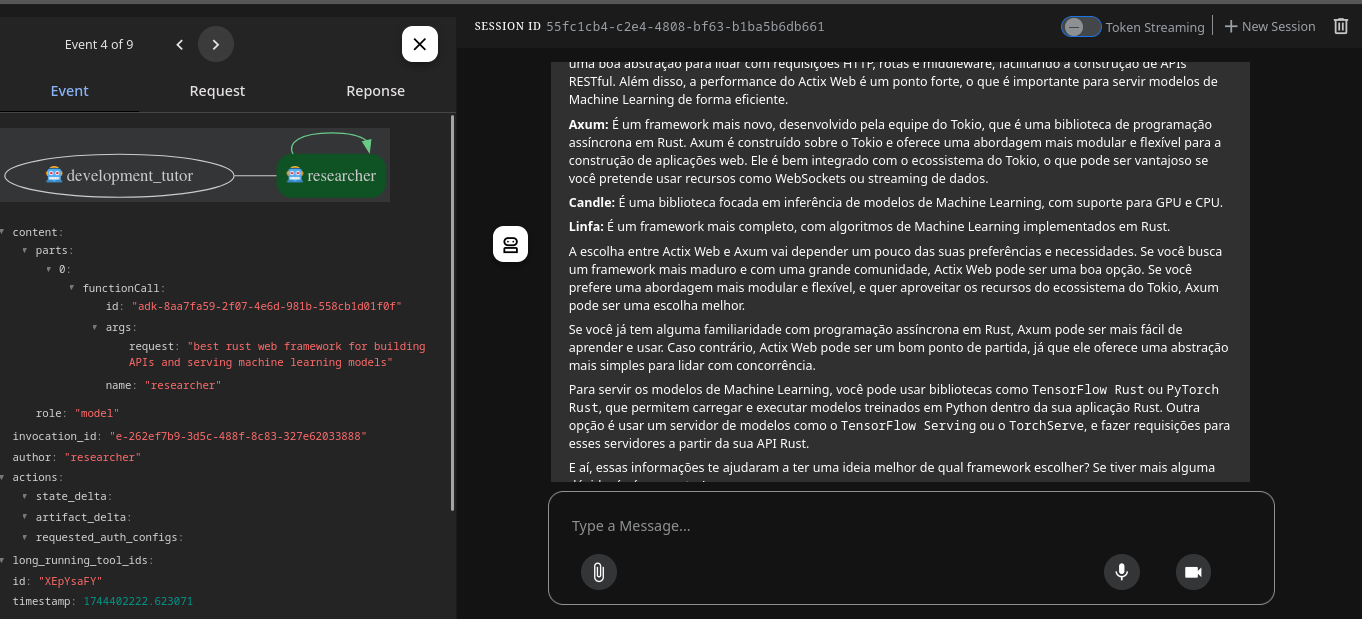 Event 4 of 9
Event Request Reponse
development_tutor
researcher
content:
parts:
0:
functionCall:
id: "adk-8aa7fa59-2f07-4e6d-981b-558cb1d01f0f"
args:
request: "best rust web framework for building
APIs and serving machine learning models"
name: "researcher"
role: "model"
invocation_id: "e-262ef7b9-3d5c-488f-8c83-327e62033888"
author: "researcher"
actions:
state_delta:
artifact_delta:
requested_auth_configs:
long_running_tool_ids:
id: "XEpYsaFY"
timestamp: 1744402222.623071
SESSION ID 55fc1cb4-c2e4-4808-bf63-b1ba5b6db661
Token Streaming
New Session
uma boa abstração para lidar com requisições HTTP, rotas e middleware, facilitando a construção de APIs
RESTful. Além disso, a performance do Actix Web é um ponto forte, o que é importante para servir modelos de
Machine Learning de forma eficiente.
Axum: É um framework mais novo, desenvolvido pela equipe do Tokio, que é uma biblioteca de programação
assíncrona em Rust. Axum é construído sobre o Tokio e oferece uma abordagem mais modular e flexível para a
construção de aplicações web. Ele é bem integrado com o ecossistema do Tokio, o que pode ser vantajoso se
você pretende usar recursos como WebSockets ou streaming de dados.
Candle: É uma biblioteca focada em inferência de modelos de Machine Learning, com suporte para GPU e CPU.
Linfa: É um framework mais completo, com algoritmos de Machine Learning implementados em Rust.
A escolha entre Actix Web e Axum vai depender um pouco das suas preferências e necessidades. Se você busca
um framework mais maduro e com uma grande comunidade, Actix Web pode ser uma boa opção. Se você
prefere uma abordagem mais modular e flexível, e quer aproveitar os recursos do ecossistema do Tokio, Axum
pode ser uma escolha melhor.
Se você já tem alguma familiaridade com programação assíncrona em Rust, Axum pode ser mais fácil de
aprender e usar. Caso contrário, Actix Web pode ser um bom ponto de partida, já que ele oferece uma abstração
mais simples para lidar com concorrência.
Para servir os modelos de Machine Learning, você pode usar bibliotecas como TensorFlow Rust ou PyTorch
Rust, que permitem carregar e executar modelos treinados em Python dentro da sua aplicação Rust. Outra
opção é usar um servidor de modelos como o TensorFlow Serving ou o TorchServe, e fazer requisições para
esses servidores a partir da sua API Rust.
E aí, essas informações te ajudaram a ter uma ideia melhor de qual framework escolher? Se tiver mais alguma
Type a Message...